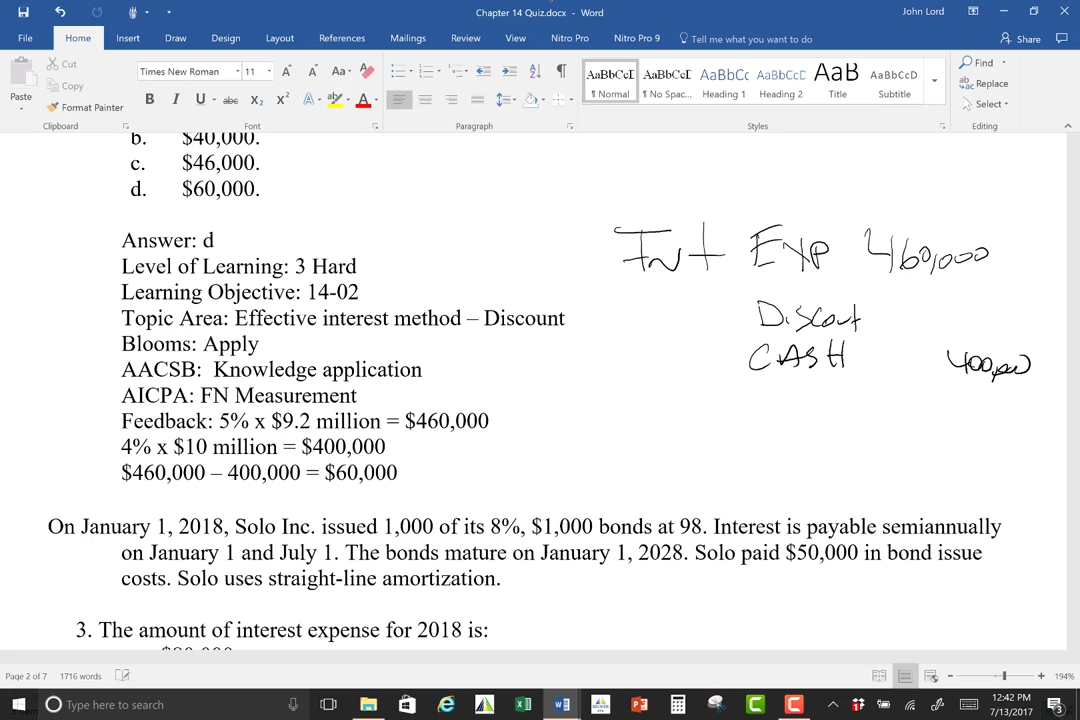 Chapter 14 Quiz.docx - Word
John Lord
File Home Insert Draw Design Layout References Mailings Review View Nitro Pro Nitro Pro 9 Tell me what you want to do Share
Paste
Cut
Copy
Format Painter
Times New Roman 11
AaBbCcD AaBbCcD AaBbCc AaBbCcD AaB AaBbCcD
¶ Normal ¶ No Spac... Heading 1 Heading 2 Title Subtitle
Find
Replace
Select
Clipboard Font Paragraph Styles Editing
b. $40,000.
c. $46,000.
d. $60,000.
Answer: d
Level of Learning: 3 Hard
Learning Objective: 14-02
Topic Area: Effective interest method – Discount
Blooms: Apply
AACSB: Knowledge application
AICPA: FN Measurement
Feedback: 5% x $9.2 million = $460,000
4% x $10 million = $400,000
$460,000 – 400,000 = $60,000
Int Exp 460,000
Discout
CASH 400,000
On January 1, 2018, Solo Inc. issued 1,000 of its 8%, $1,000 bonds at 98. Interest is payable semiannually
on January 1 and July 1. The bonds mature on January 1, 2028. Solo paid $50,000 in bond issue
costs. Solo uses straight-line amortization.
3. The amount of interest expense for 2018 is:
Page 2 of 7 1716 words 194%
Type here to search
12:42 PM
7/13/2017